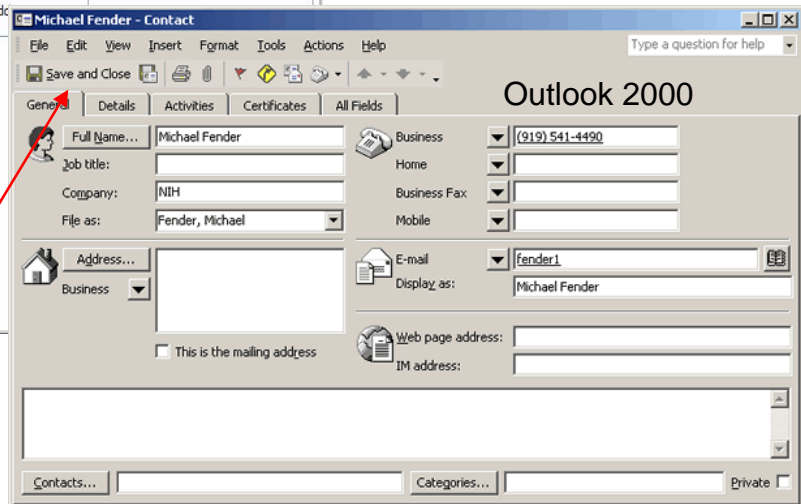 Michael Fender - Contact
File Edit View Insert Format Tools Actions Help Type a question for help
Save and Close
Outlook 2000
General Details Activities Certificates All Fields
Full Name... Michael Fender Business (919) 541-4490
Job title: Home
Company: NIH Business Fax
File as: Fender, Michael Mobile
Address... E-mail fender1
Business Display as: Michael Fender
Web page address:
This is the mailing address
IM address:
Contacts... Categories... Private